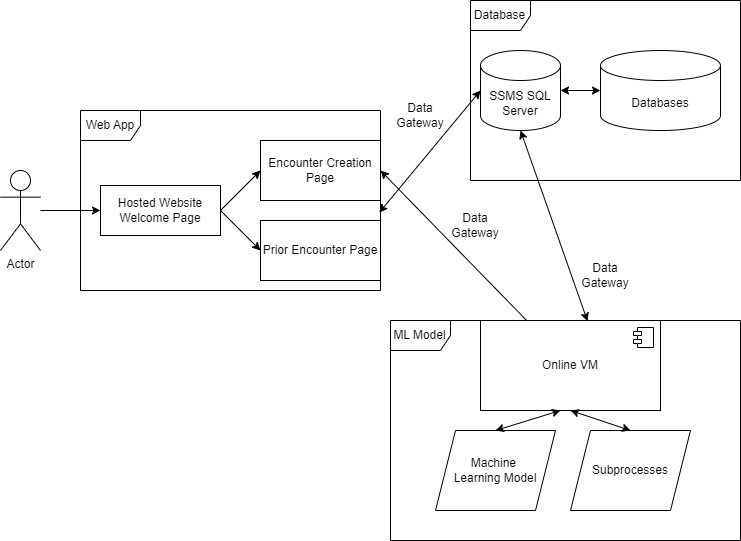 Database
SSMS SQL
Server
Databases
Data
Gateway
Web App
Encounter Creation
Page
Hosted Website
Welcome Page
Prior Encounter Page
Actor
Data
Gateway
Data
Gateway
ML Model
Online VM
Machine
Learning Model
Subprocesses